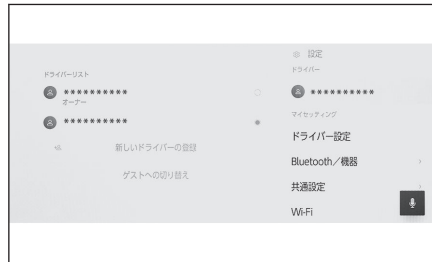 ドライバーリスト
**********
オーナー
**********
新しいドライバーの登録
ゲストへの切り替え
設定
ドライバー
**********
マイセッティング
ドライバー設定
Bluetooth／機器
共通設定
Wi-Fi